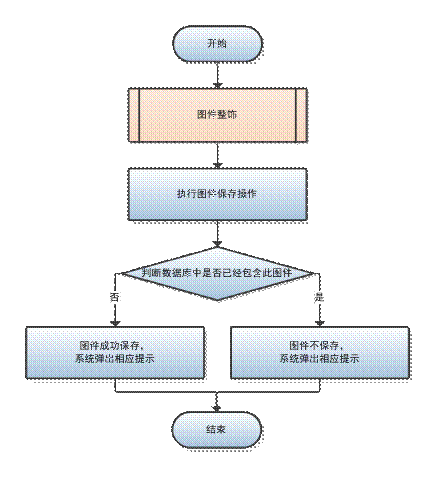 开始
图件整饰
执行图件保存操作
判断数据库中是否已经包含此图件
否
是
图件成功保存，
系统弹出相应提示
图件不保存，
系统弹出相应提示
结束